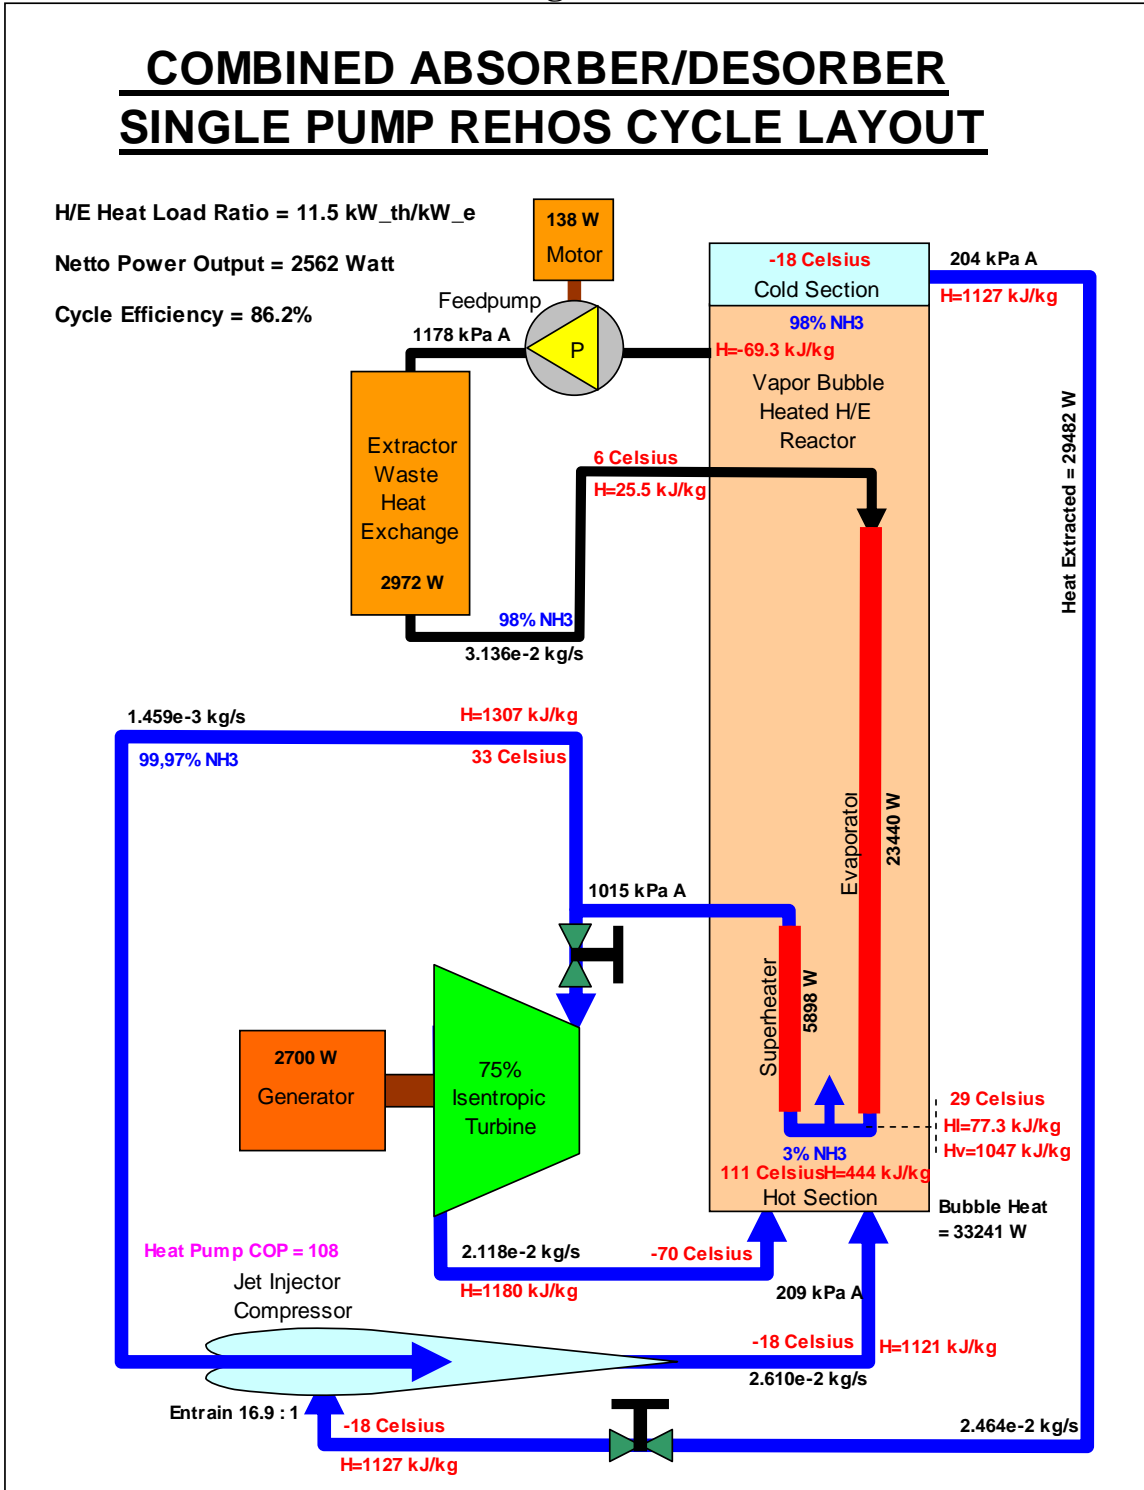 COMBINED ABSORBER/DESORBER
SINGLE PUMP REHOS CYCLE LAYOUT
H/E Heat Load Ratio = 11.5 kW_th/kW_e
Netto Power Output = 2562 Watt
Cycle Efficiency = 86.2%
138 W
Motor
Feedpump
1178 kPa A
P
-18 Celsius
Cold Section
204 kPa A
H=1127 kJ/kg
98% NH3
H=-69.3 kJ/kg
Vapor Bubble
Heated H/E
Reactor
Extractor
Waste
Heat
Exchange
2972 W
6 Celsius
H=25.5 kJ/kg
98% NH3
3.136e-2 kg/s
Heat Extracted = 29482 W
1.459e-3 kg/s
H=1307 kJ/kg
99,97% NH3
33 Celsius
Evaporator
23440 W
1015 kPa A
Superheater
5898 W
2700 W
Generator
75%
Isentropic
Turbine
29 Celsius
Hl=77.3 kJ/kg
Hv=1047 kJ/kg
3% NH3
111 Celsius
H=444 kJ/kg
Hot Section
Bubble Heat
= 33241 W
Heat Pump COP = 108
2.118e-2 kg/s
-70 Celsius
H=1180 kJ/kg
209 kPa A
Jet Injector
Compressor
-18 Celsius
H=1121 kJ/kg
2.610e-2 kg/s
Entrain 16.9 : 1
-18 Celsius
H=1127 kJ/kg
2.464e-2 kg/s